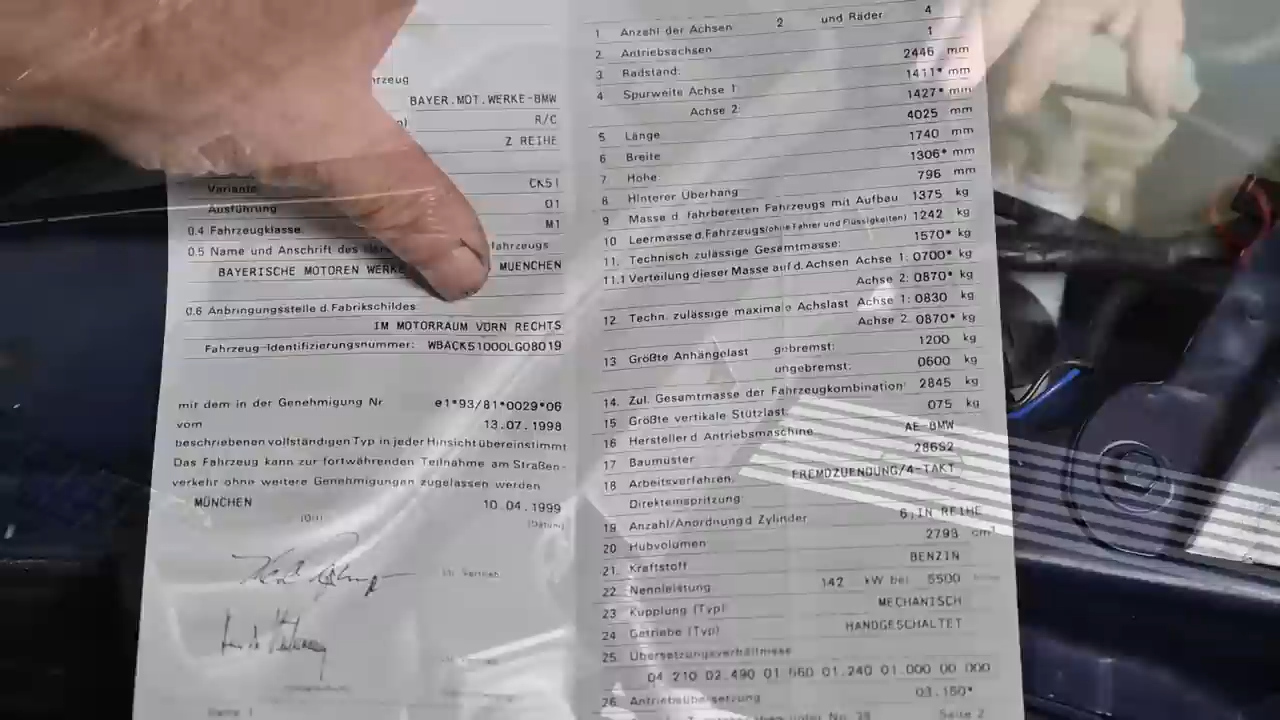 rzeug
BAYER.MOT.WERKE-BMW
R/C
Z REIHE
Variante CK51
Ausführung 01
0.4 Fahrzeugklasse M1
0.5 Name und Anschrift des fahrzeugs
BAYERISCHE MOTOREN WERKE MUENCHEN
0.6 Anbringungsstelle d. Fabrikschildes:
IM MOTORRAUM VORN RECHTS
Fahrzeug-Identifizierungsnummer: WBACK51000LG08019
mit dem in der Genehmigung Nr e1*93/81*0029*06
vom 13.07.1998
beschriebenen vollständigen Typ in jeder Hinsicht übereinstimmt
Das Fahrzeug kann zur fortwährenden Teilnahme am Straßen-
verkehr ohne weitere Genehmigungen zugelassen werden
MÜNCHEN 10.04.1999
(Ort) (Datum)
1 Anzahl der Achsen 2 und Räder 4
2. Antriebsachsen 1
3. Radstand: 2446 mm
4 Spurweite Achse 1: 1411* mm
Achse 2: 1427* mm
5 Länge 4025 mm
6 Breite 1740 mm
7 Höhe: 1306* mm
8 Hinterer Überhang: 796 mm
9 Masse d fahrbereiten Fahrzeugs mit Aufbau 1375 kg
10 Leermasse d. Fahrzeugs (ohne Fahrer und Flüssigkeiten) 1242 kg
11. Technisch zulässige Gesamtmasse: 1570* kg
11.1 Verteilung dieser Masse auf d. Achsen Achse 1: 0700* kg
Achse 2: 0870* kg
12 Techn. zulässige maximale Achslast Achse 1: 0830 kg
Achse 2: 0870* kg
13 Größte Anhängelast gebremst: 1200 kg
ungebremst: 0600 kg
14. Zul. Gesamtmasse der Fahrzeugkombination: 2845 kg
15 Größte vertikale Stützlast 075 kg
16 Hersteller d Antriebsmaschine AE-BMW
17 Baumuster 286S2
18 Arbeitsverfahren: FREMDZUENDUNG/4-TAKT
Direkteinspritzung:
19 Anzahl/Anordnung d Zylinder 6;IN REIHE
20 Hubvolumen 2793 cm³
21. Kraftstoff BENZIN
22 Nennleistung 142 kW bei 5500
23 Kupplung (Typ) MECHANISCH
24 Getriebe (Typ) HANDGESCHALTET
25 Übersetzungsverhältnisse
04 210 02.490 01 660 01.240 01.000 00 000
26 Antriebsübersetzung 03.150*
Seite 2